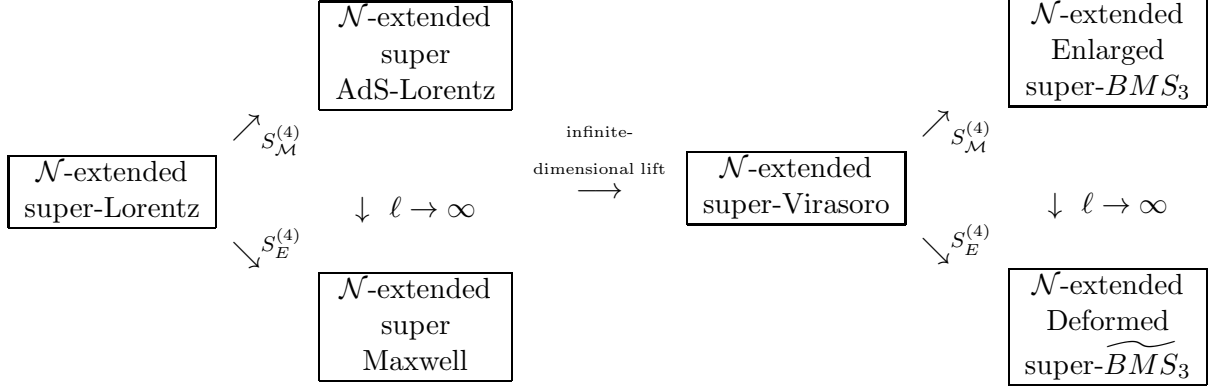 𝒩-extended
super
AdS-Lorentz
𝒩-extended
Enlarged
super-BMS₃
↗ S_ℳ^(4)
infinite-
dimensional lift
⟶
↗ S_ℳ^(4)
𝒩-extended
super-Lorentz
𝒩-extended
super-Virasoro
↓ ℓ → ∞
↓ ℓ → ∞
↘ S_E^(4)
↘ S_E^(4)
𝒩-extended
super
Maxwell
𝒩-extended
Deformed
super-\widetilde{BMS}₃